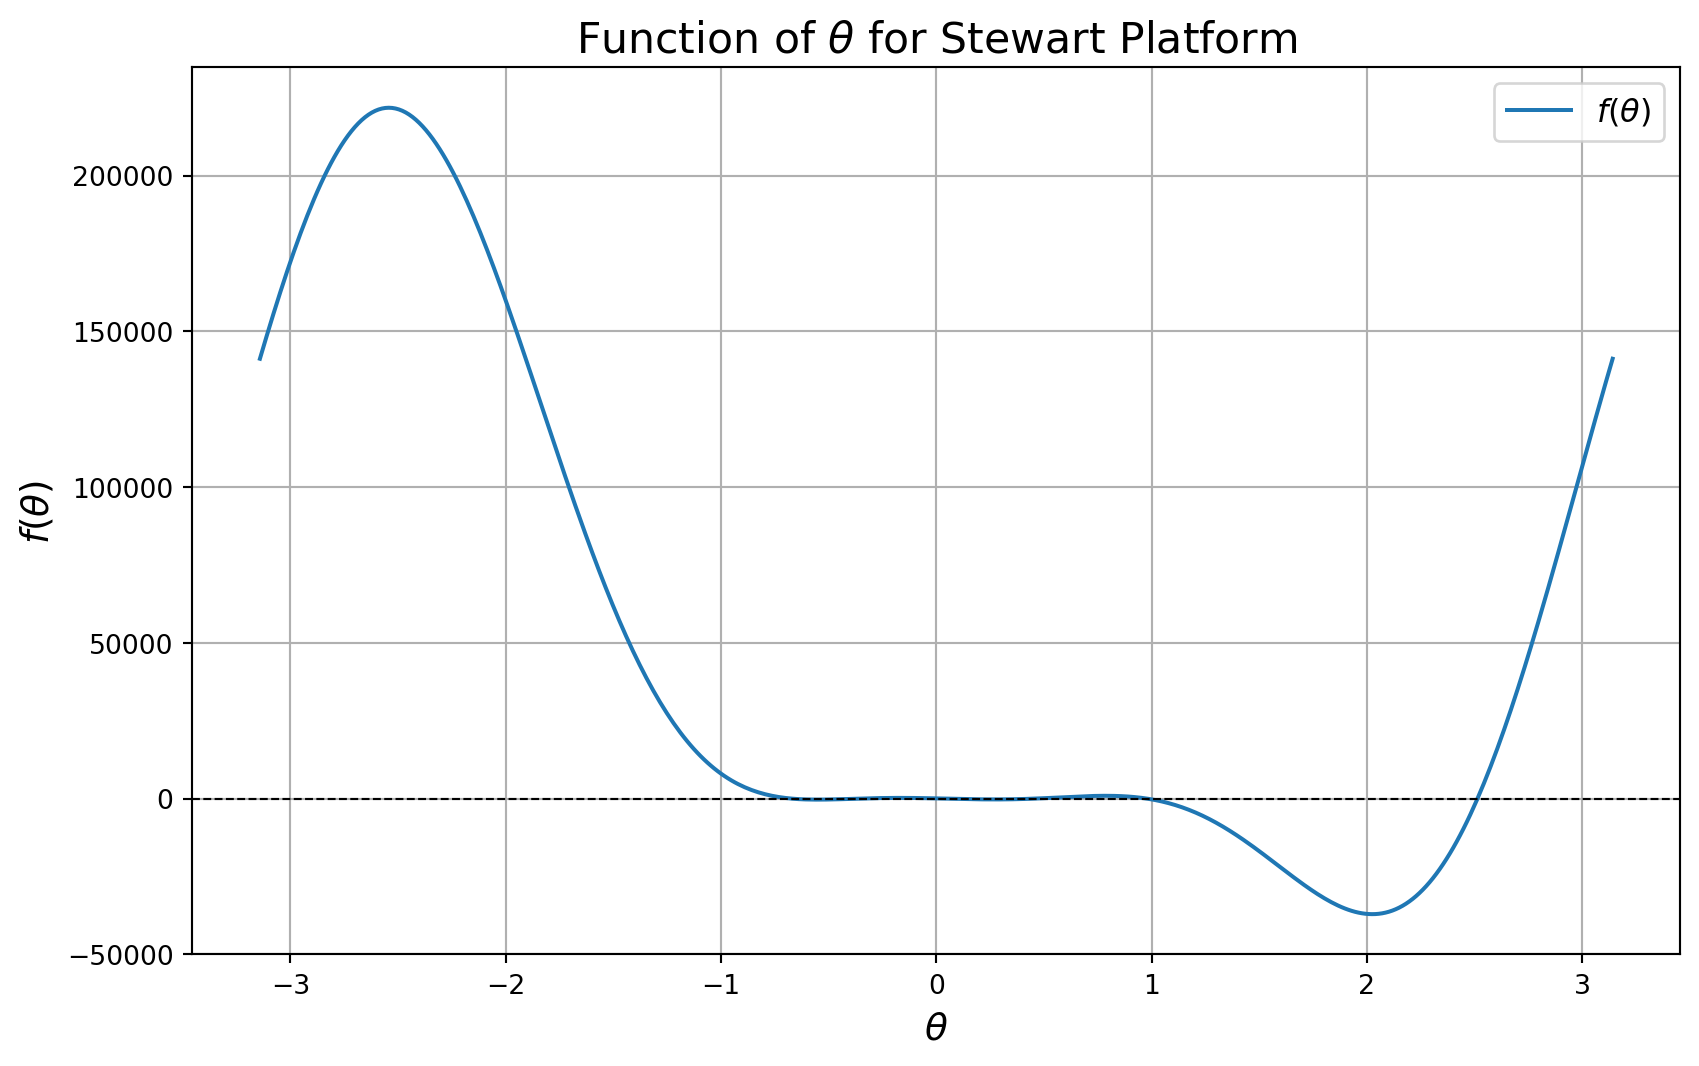 Function of θ for Stewart Platform
f(θ)
200000
150000
100000
50000
0
−50000
f(θ)
−3 −2 −1 0 1 2 3
θ